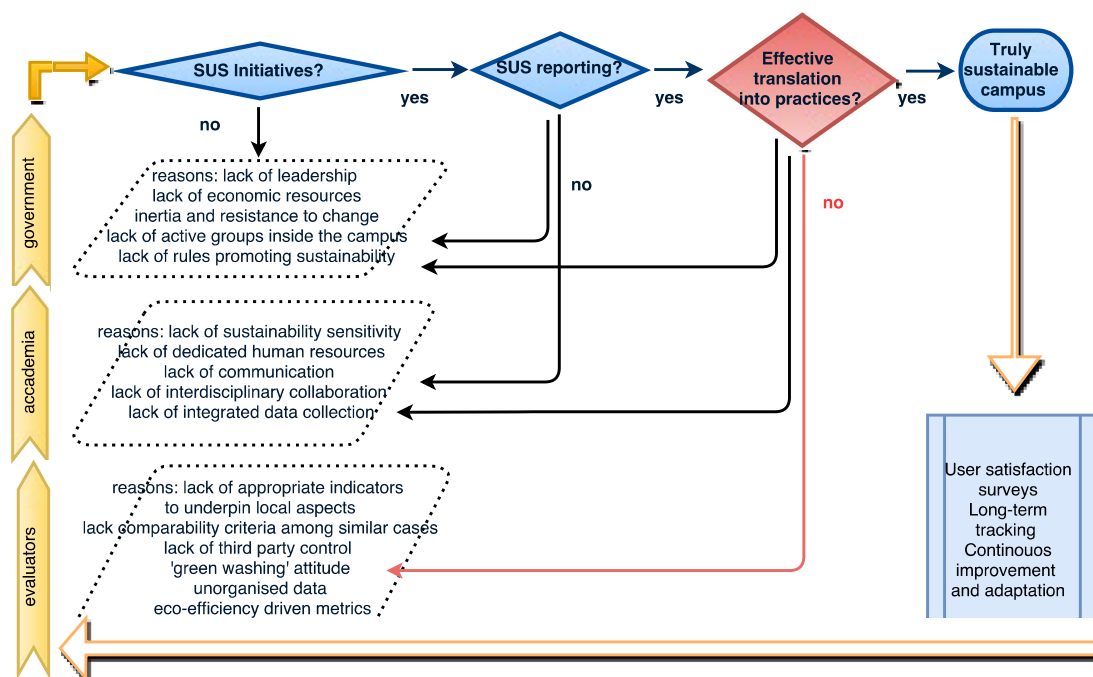 SUS Initiatives?
yes
SUS reporting?
yes
Effective
translation
into practices?
yes
Truly
sustainable
campus
no
no
no
government
reasons: lack of leadership
lack of economic resources
inertia and resistance to change
lack of active groups inside the campus
lack of rules promoting sustainability
accademia
reasons: lack of sustainability sensitivity
lack of dedicated human resources
lack of communication
lack of interdisciplinary collaboration
lack of integrated data collection
evaluators
reasons: lack of appropriate indicators
to underpin local aspects
lack comparability criteria among similar cases
lack of third party control
'green washing' attitude
unorganised data
eco-efficiency driven metrics
User satisfaction
surveys
Long-term
tracking
Continouos
improvement
and adaptation